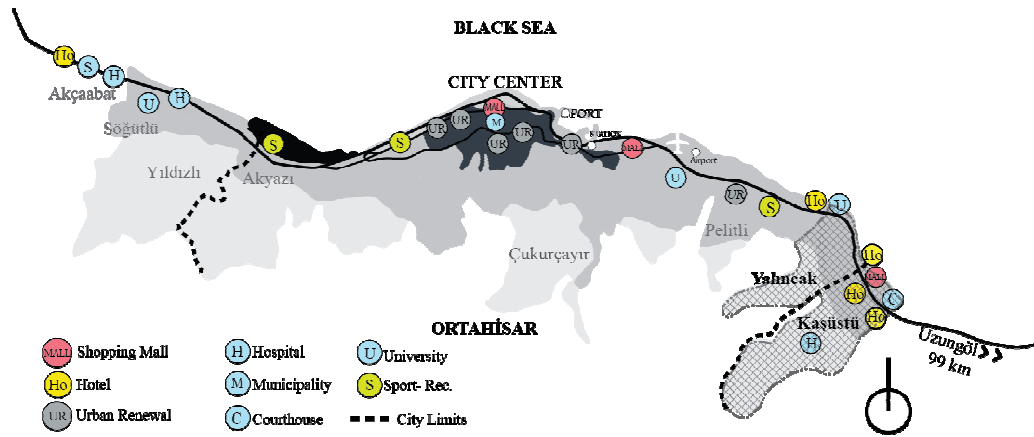 BLACK SEA
CITY CENTER
Ho
S
H
Akçaabat
U
H
Söğütlü
Yıldızlı
S
Akyazı
S
UR
UR
MALL
M
UR
UR
UR
PORT
MALL
Airport
U
UR
S
Pelitli
Ho
U
Çukurçayır
Yalıncak
Ho
MALL
Ho
C
Ho
Kaşüstü
H
Uzungöl
99 km
ORTAHİSAR
MALL Shopping Mall
Ho Hotel
UR Urban Renewal
H Hospital
M Municipality
C Courthouse
U University
S Sport- Rec.
City Limits